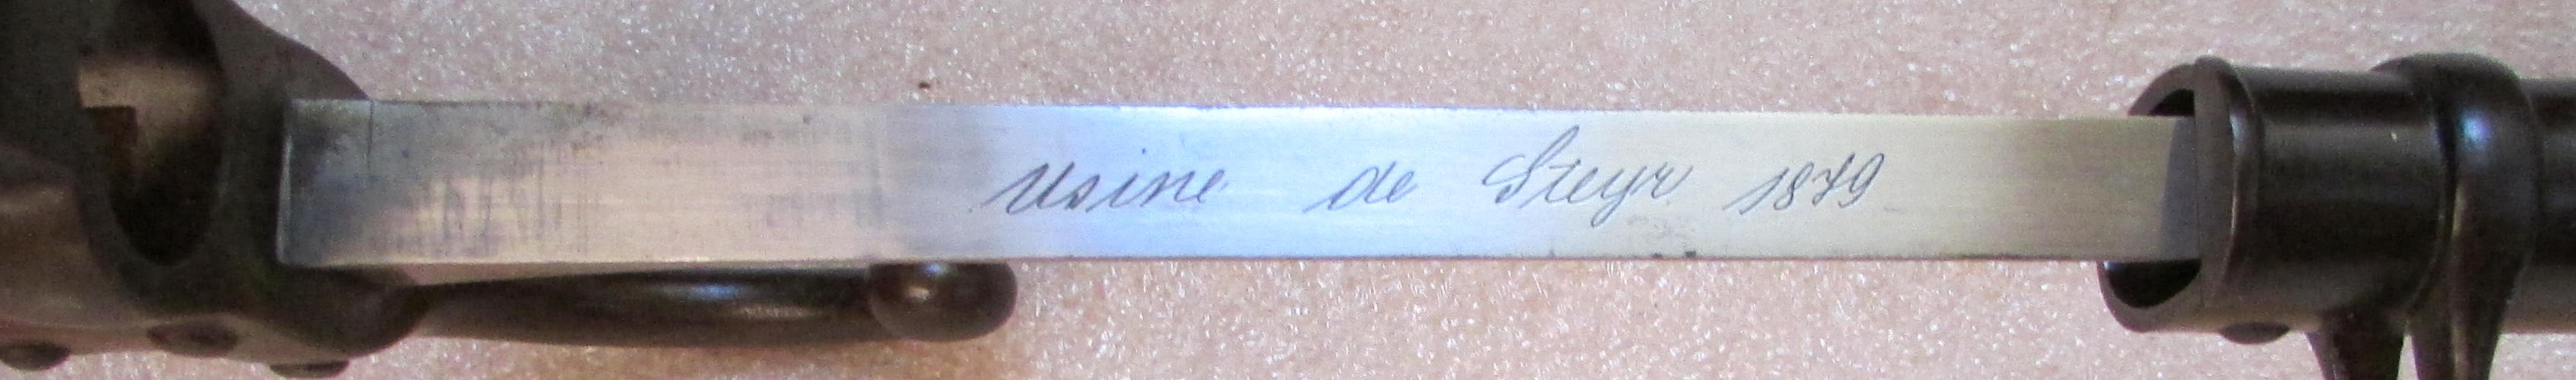 Usine de Steyr 1879